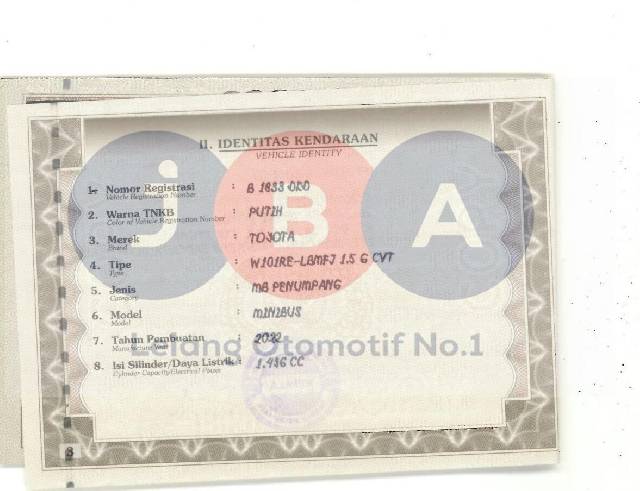 II. IDENTITAS KENDARAAN
VEHICLE IDENTITY
1. Nomor Registrasi : B 1833 ODO
Vehicle Registration Number
2. Warna TNKB : PUTIH
Color of Vehicle Registration Number
3. Merek : TOYOTA
Brand
4. Tipe : W101RE-LBMFJ 1.5 G CVT
Type
5. Jenis : MB PENUMPANG
Category
6. Model : MINIBUS
Model
7. Tahun Pembuatan : 2022
Manufacture Year
8. Isi Silinder/Daya Listrik : 1.496 CC
Cylinder Capacity/Electrical Power
J B A
Lelang Otomotif No.1
8